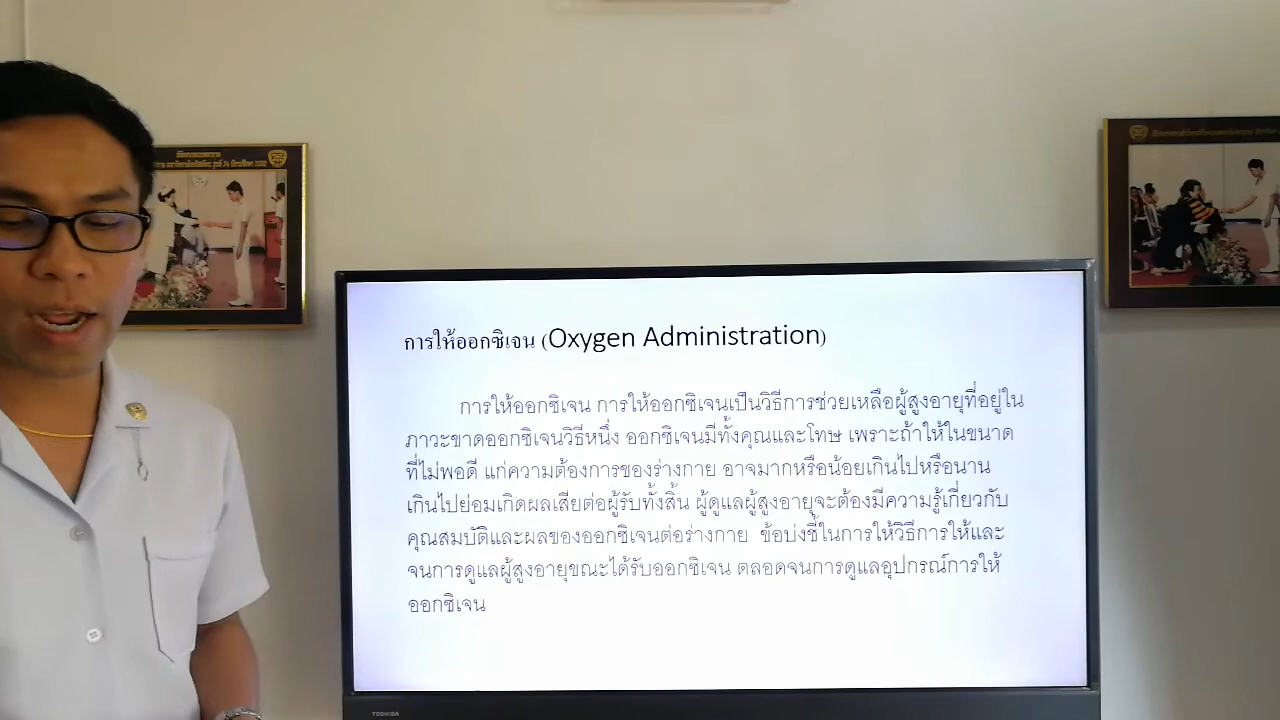 การให้ออกซิเจน (Oxygen Administration)
การให้ออกซิเจน การให้ออกซิเจนเป็นวิธีการช่วยเหลือผู้สูงอายุที่อยู่ใน
ภาวะขาดออกซิเจนวิธีหนึ่ง ออกซิเจนมีทั้งคุณและโทษ เพราะถ้าให้ในขนาด
ที่ไม่พอดี แก่ความต้องการของร่างกาย อาจมากหรือน้อยเกินไปหรือนาน
เกินไปย่อมเกิดผลเสียต่อผู้รับทั้งสิ้น ผู้ดูแลผู้สูงอายุจะต้องมีความรู้เกี่ยวกับ
คุณสมบัติและผลของออกซิเจนต่อร่างกาย ข้อบ่งชี้ในการให้วิธีการให้และ
จนการดูแลผู้สูงอายุขณะได้รับออกซิเจน ตลอดจนการดูแลอุปกรณ์การให้
ออกซิเจน
TOSHIBA